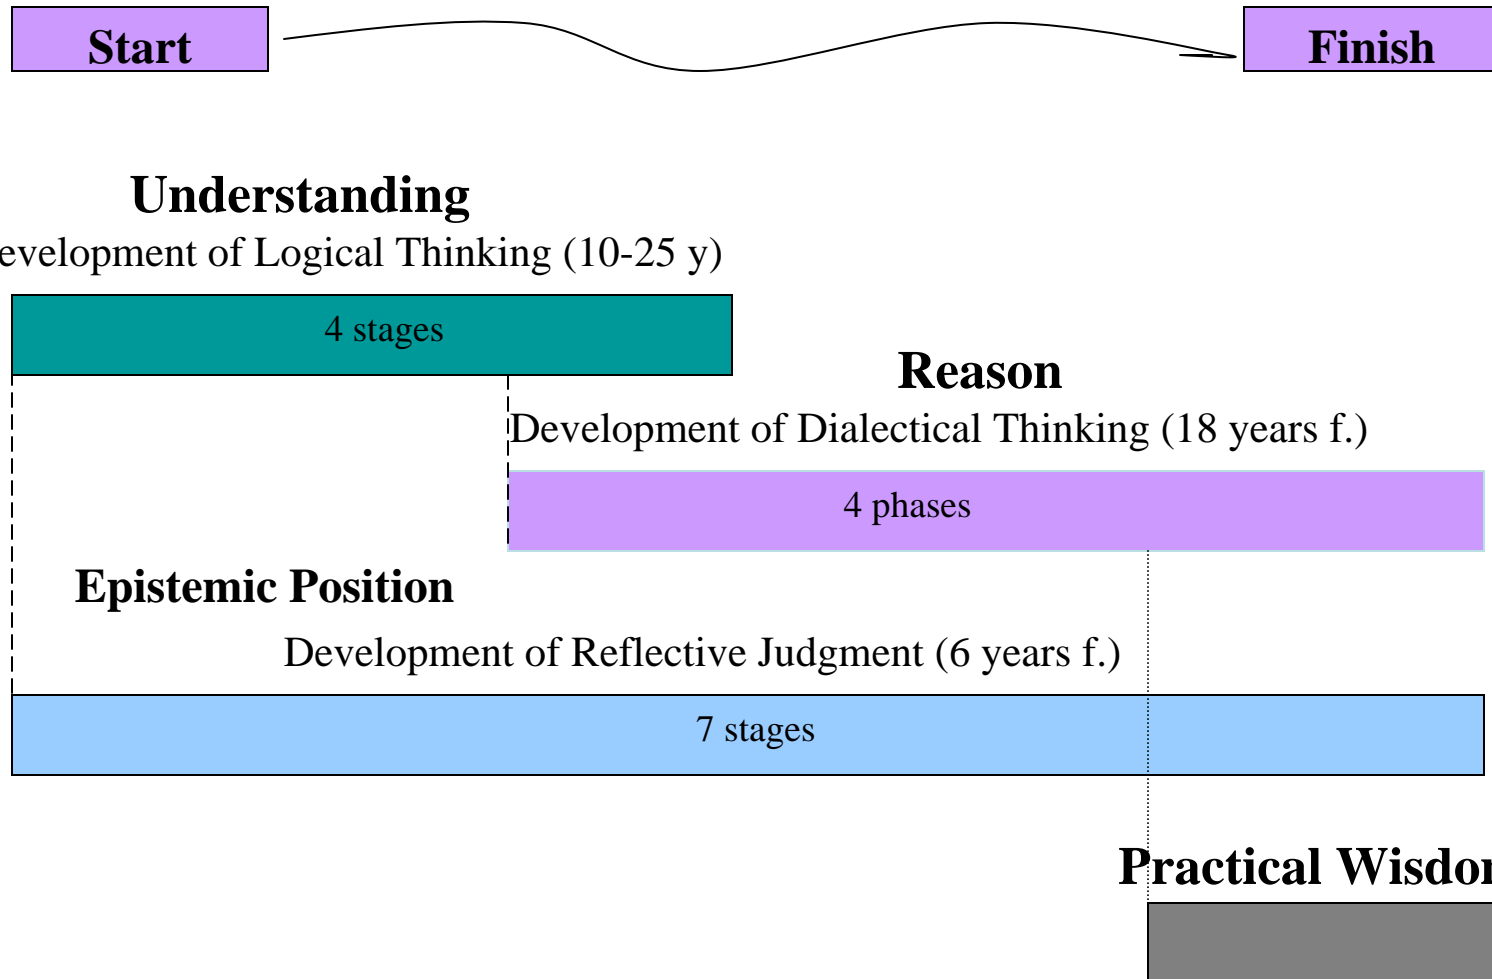 Start
Finish
Understanding
evelopment of Logical Thinking (10-25 y)
4 stages
Reason
Development of Dialectical Thinking (18 years f.)
4 phases
Epistemic Position
Development of Reflective Judgment (6 years f.)
7 stages
Practical Wisdom